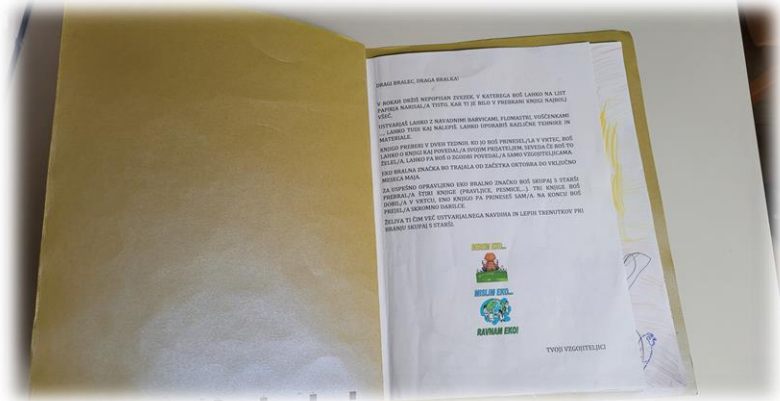 DRAGI BRALEC, DRAGA BRALKA!
V ROKAH DRŽIŠ NEPOPISAN ZVEZEK, V KATEREGA BOŠ LAHKO NA LIST
PAPIRJA NARISAL/A TISTO, KAR TI JE BILO V PREBRANI KNJIGI NAJBOLJ
VŠEČ.
USTVARJAŠ LAHKO Z NAVADNIMI BARVICAMI, FLOMASTRI, VOŠČENKAMI
..., LAHKO TUDI KAJ NALEPIŠ. LAHKO UPORABIŠ RAZLIČNE TEHNIKE IN
MATERIALE.
KNJIGO PREBERI V DVEH TEDNIH. KO JO BOŠ PRINESEL/LA V VRTEC, BOŠ
LAHKO O KNJIGI KAJ POVEDAL/A SVOJIM PRIJATELJEM, SEVEDA ČE BOŠ TO
ŽELEL/A. LAHKO PA BOŠ O ZGODBI POVEDAL/A SAMO VZGOJITELJICAMA.
EKO BRALNA ZNAČKA BO TRAJALA OD ZAČETKA OKTOBRA DO VKLJUČNO
MESECA MAJA.
ZA USPEŠNO OPRAVLJENO EKO BRALNO ZNAČKO BOŠ SKUPAJ S STARŠI
PREBRAL/A ŠTIRI KNJIGE (PRAVLJICE, PESMICE,...). TRI KNJIGE BOŠ
DOBIL/A V VRTCU, ENO KNJIGO PA PRINESEŠ SAM/A. NA KONCU BOŠ
PREJEL/A SKROMNO DARILCE.
ŽELIVA TI ČIM VEČ USTVARJALNEGA NAVDIHA IN LEPIH TRENUTKOV PRI
BRANJU SKUPAJ S STARŠI.
BEREM EKO...
MISLIM EKO...
RAVNAM EKO!
TVOJI VZGOJITELJICI